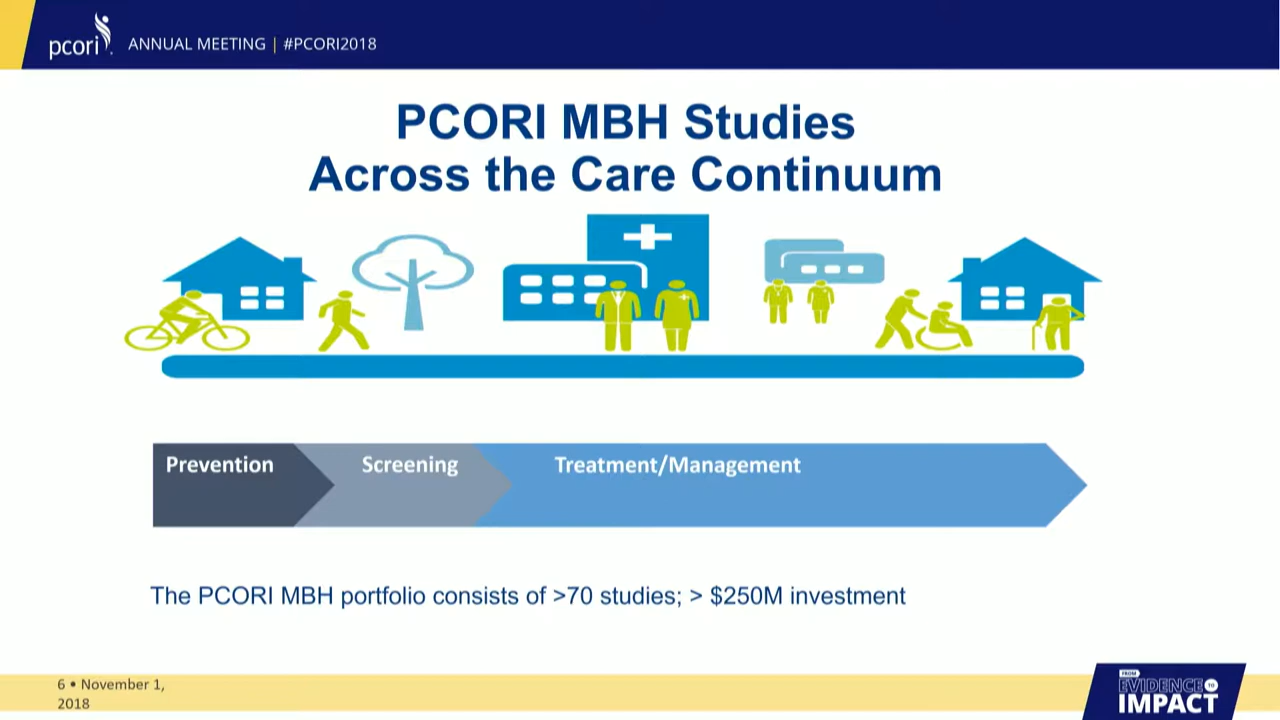 pcori
ANNUAL MEETING | #PCORI2018
PCORI MBH Studies
Across the Care Continuum
Prevention
Screening
Treatment/Management
The PCORI MBH portfolio consists of >70 studies; > $250M investment
6 • November 1,
2018
FROM
EVIDENCE TO
IMPACT